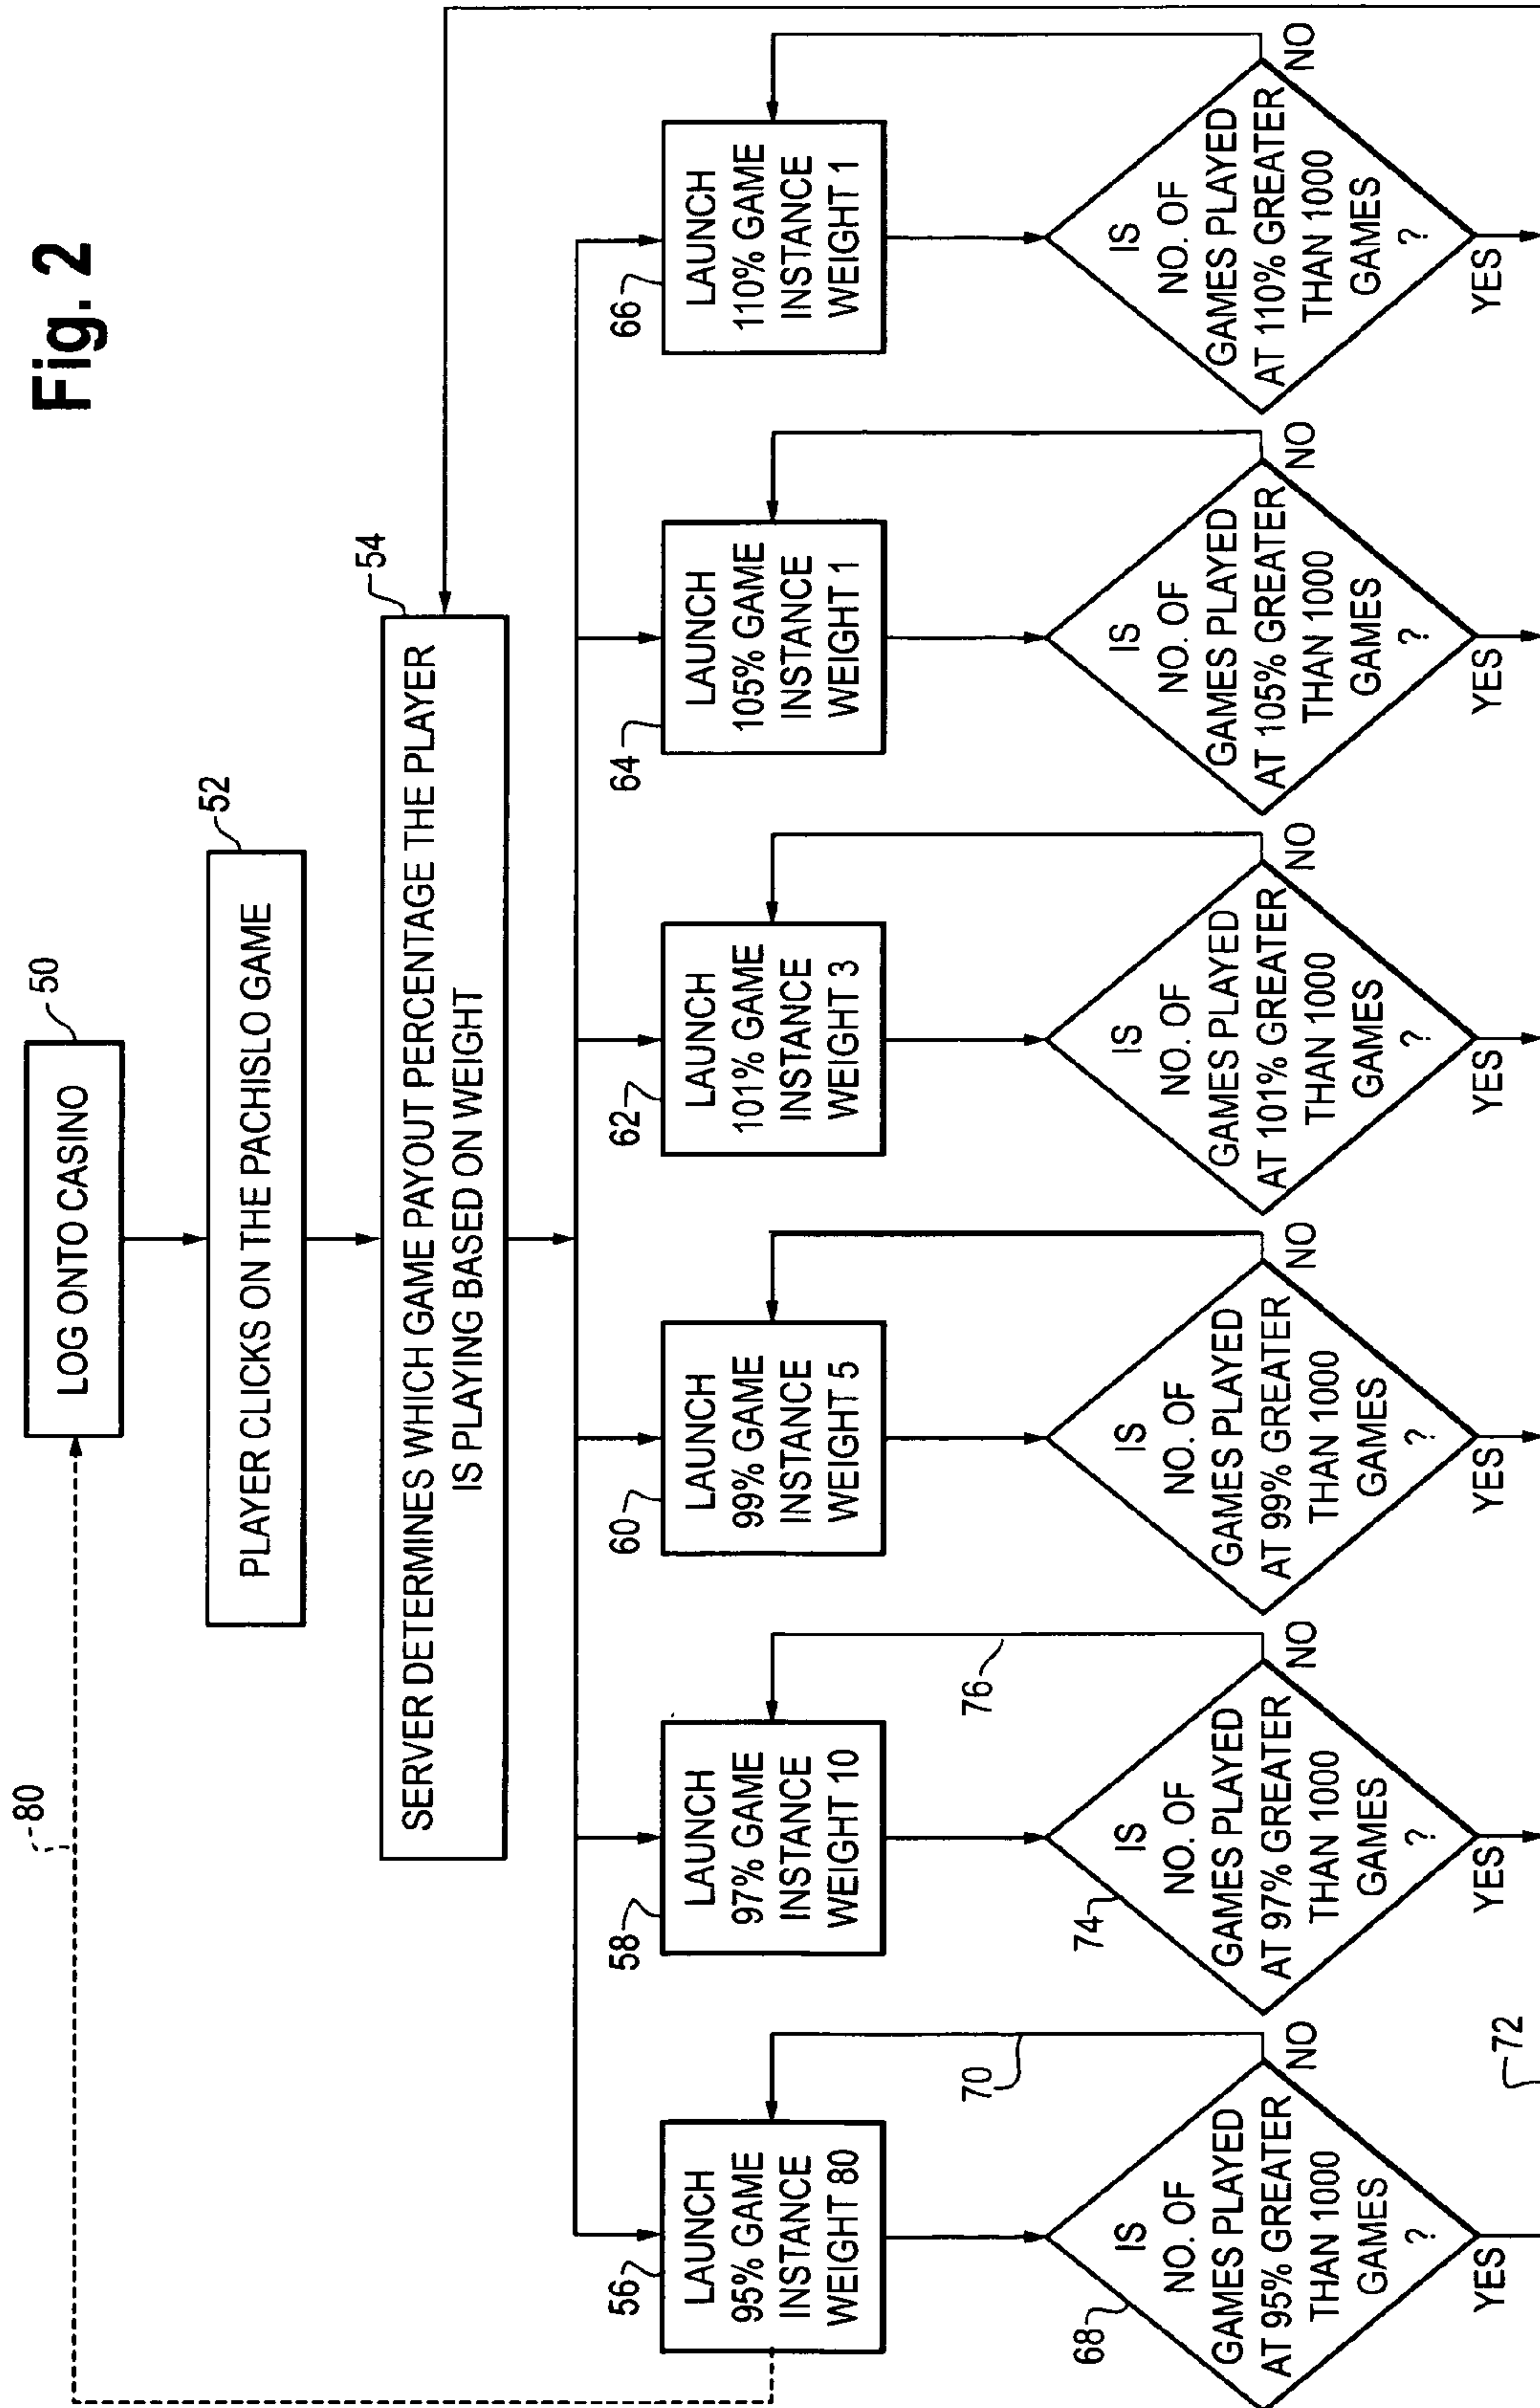 Fig. 2
80
LOG ONTO CASINO
50
PLAYER CLICKS ON THE PACHISLO GAME
52
SERVER DETERMINES WHICH GAME PAYOUT PERCENTAGE THE PLAYER
IS PLAYING BASED ON WEIGHT
54
56
LAUNCH
95% GAME
INSTANCE
WEIGHT 80
58
LAUNCH
97% GAME
INSTANCE
WEIGHT 10
60
LAUNCH
99% GAME
INSTANCE
WEIGHT 5
62
LAUNCH
101% GAME
INSTANCE
WEIGHT 3
64
LAUNCH
105% GAME
INSTANCE
WEIGHT 1
66
LAUNCH
110% GAME
INSTANCE
WEIGHT 1
68
IS
NO. OF
GAMES PLAYED
AT 95% GREATER
THAN 1000
GAMES
?
NO
YES
70
72
74
IS
NO. OF
GAMES PLAYED
AT 97% GREATER
THAN 1000
GAMES
?
NO
YES
76
IS
NO. OF
GAMES PLAYED
AT 99% GREATER
THAN 1000
GAMES
?
NO
YES
IS
NO. OF
GAMES PLAYED
AT 101% GREATER
THAN 1000
GAMES
?
NO
YES
IS
NO. OF
GAMES PLAYED
AT 105% GREATER
THAN 1000
GAMES
?
NO
YES
IS
NO. OF
GAMES PLAYED
AT 110% GREATER
THAN 1000
GAMES
?
NO
YES